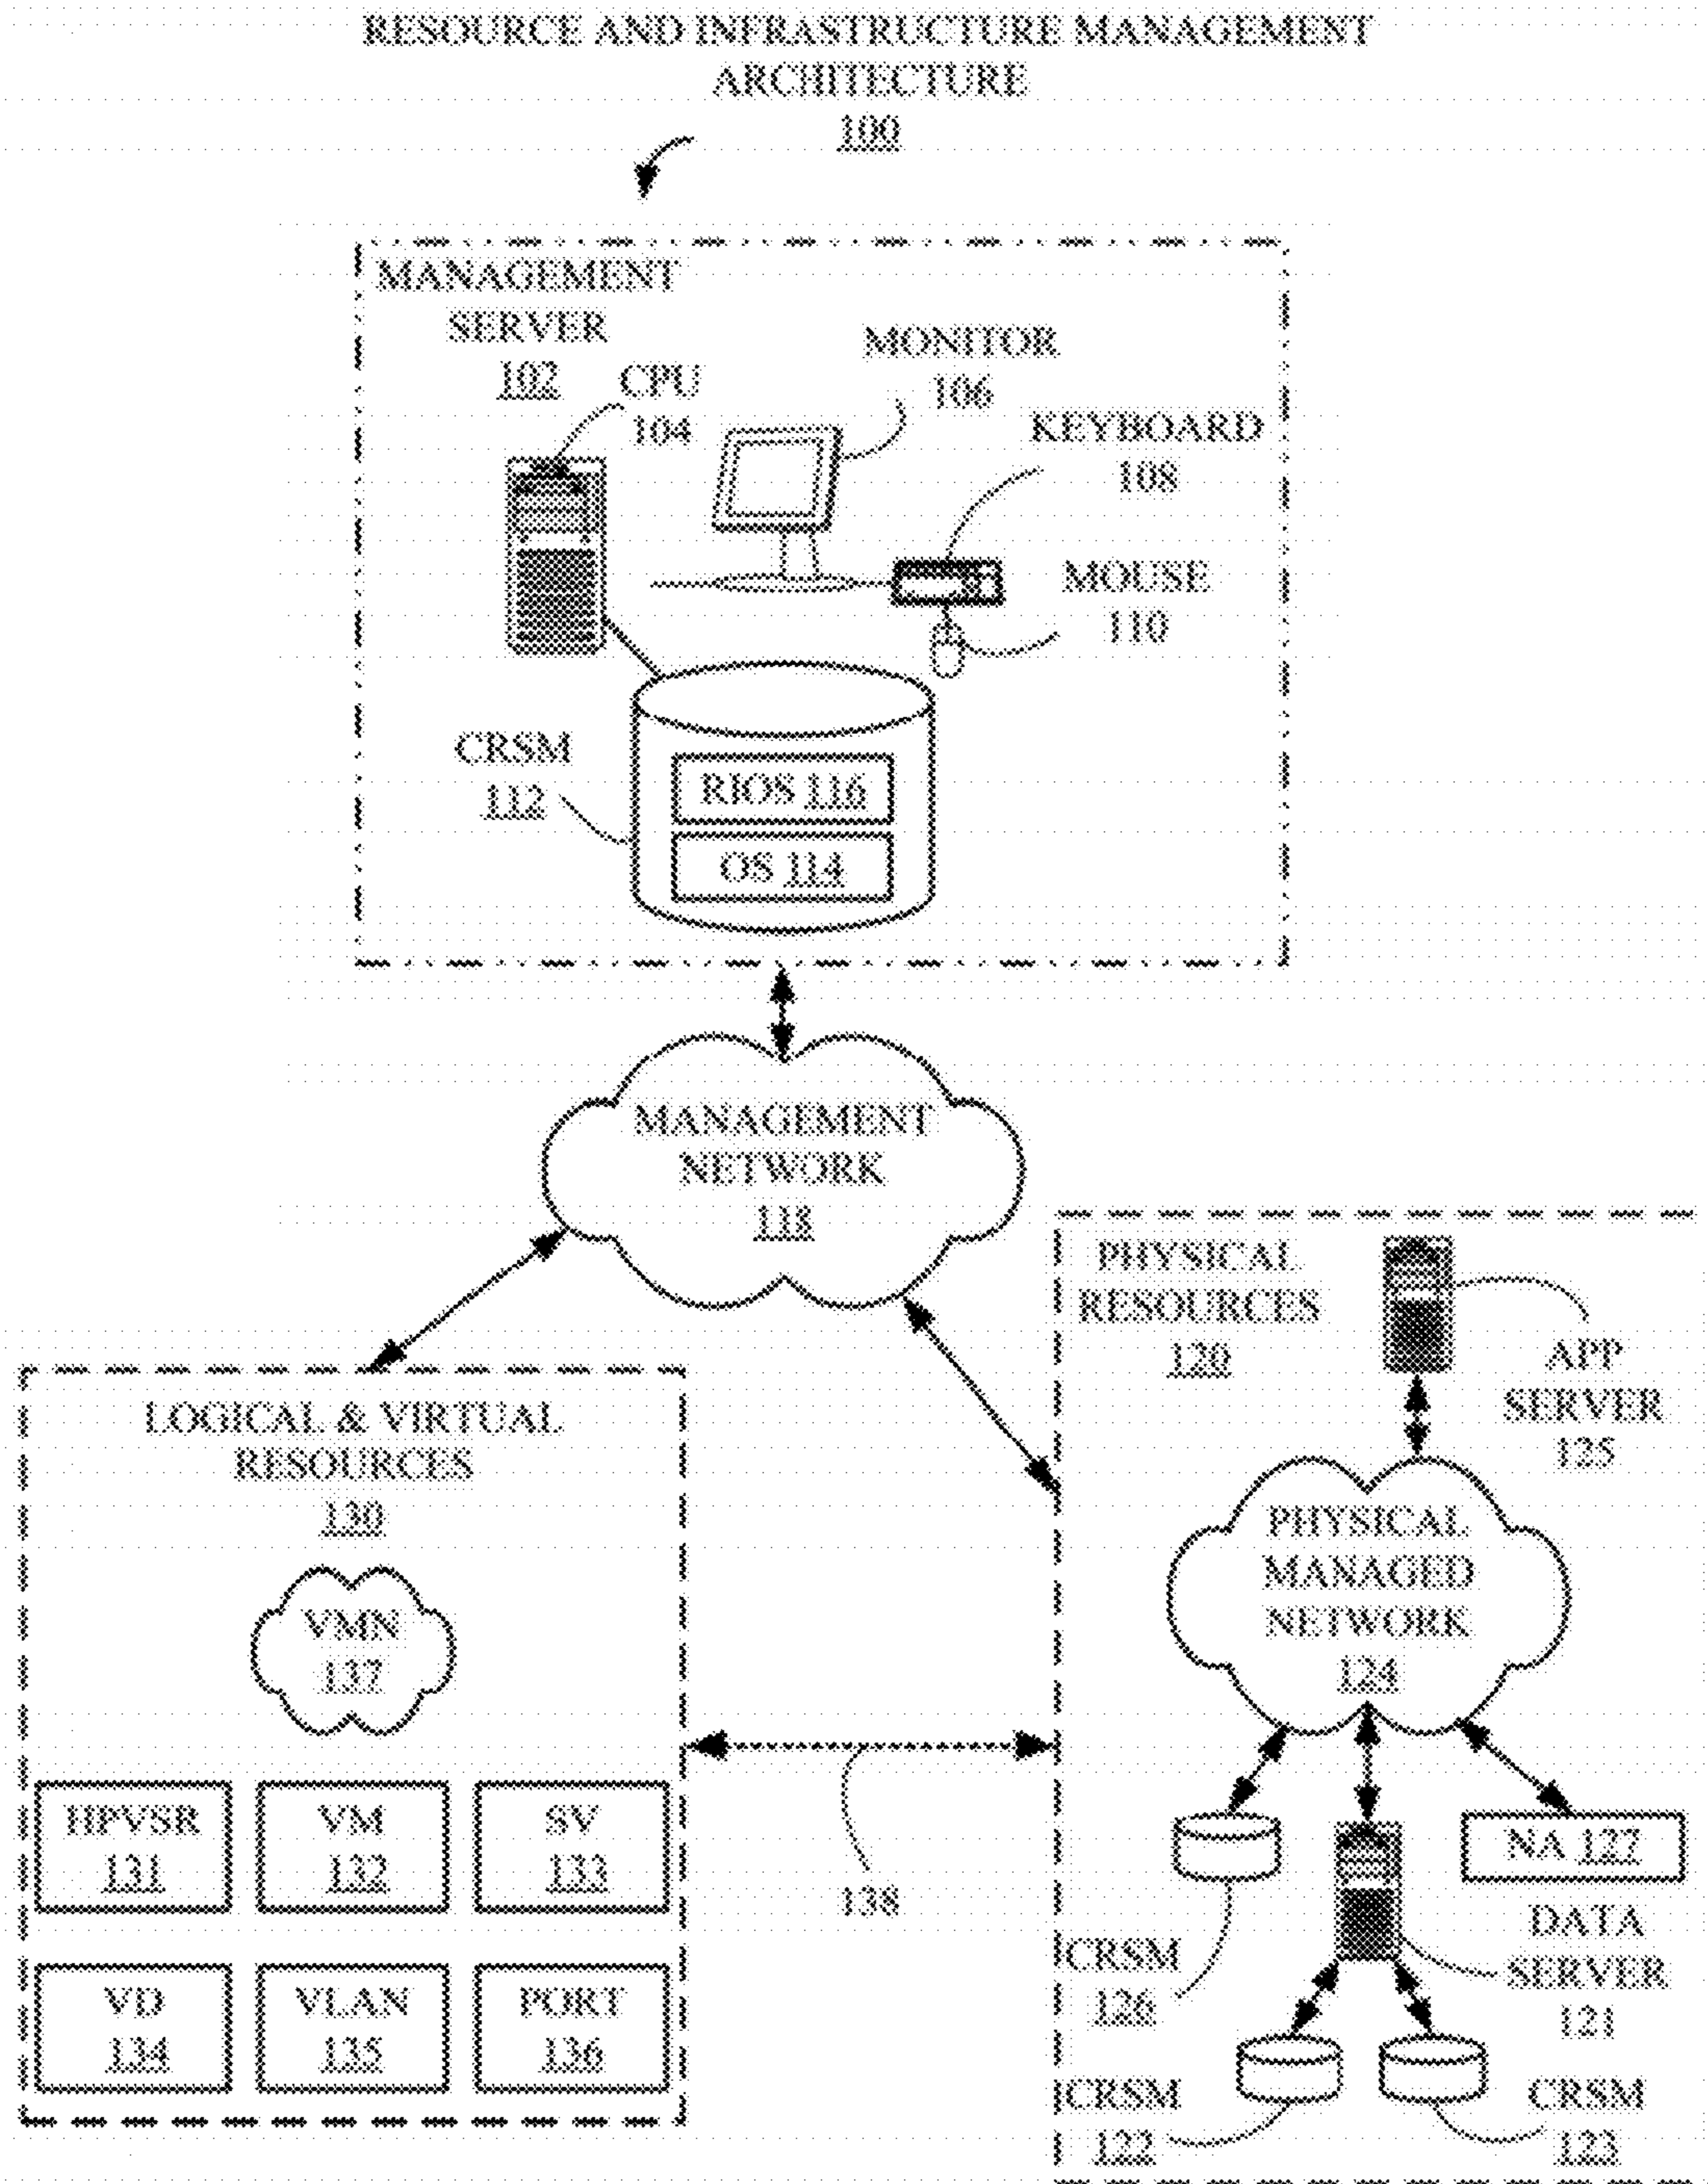 RESOURCE AND INFRASTRUCTURE MANAGEMENT
ARCHITECTURE
100
MANAGEMENT
SERVER
102
CPU
104
MONITOR
106
KEYBOARD
108
MOUSE
110
CRSM
112
RIOS 116
OS 114
MANAGEMENT
NETWORK
118
PHYSICAL
RESOURCES
120
APP
SERVER
125
PHYSICAL
MANAGED
NETWORK
124
LOGICAL & VIRTUAL
RESOURCES
130
VMN
137
HPVSR
131
VM
132
SV
133
VD
134
VLAN
135
PORT
136
138
NA 127
CRSM
126
DATA
SERVER
121
CRSM
122
CRSM
123